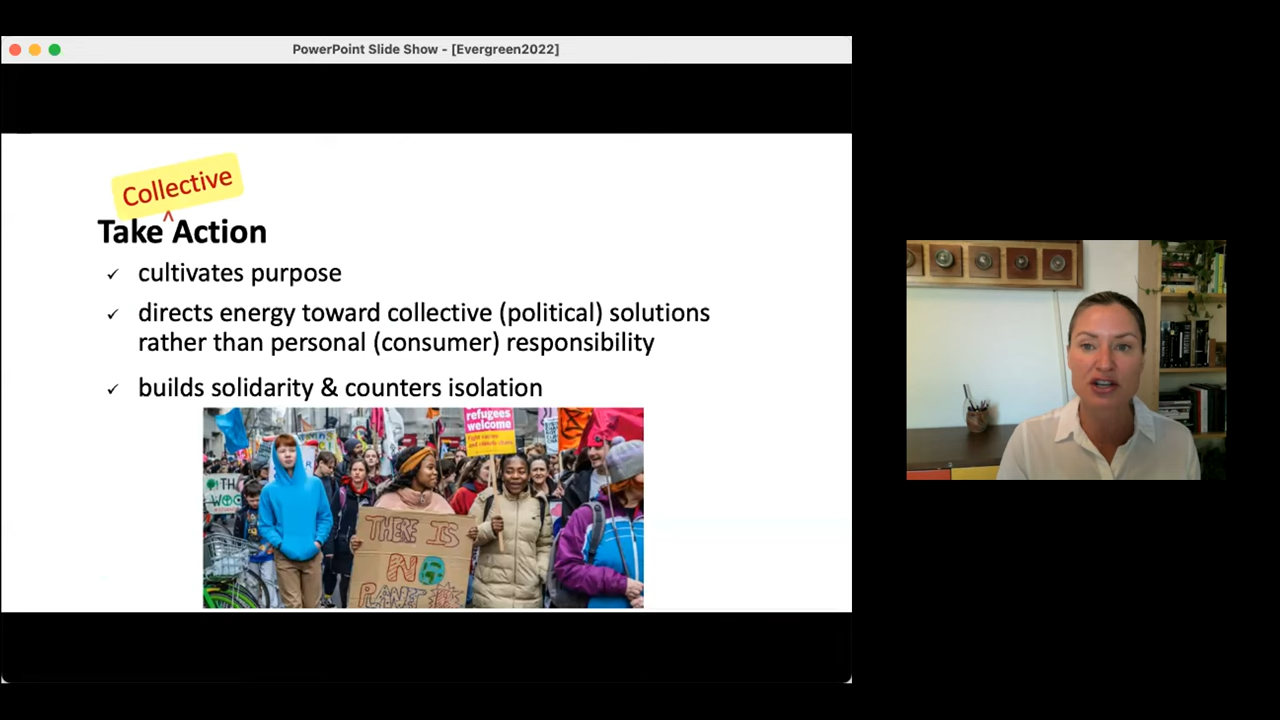 PowerPoint Slide Show - [Evergreen2022]
Collective
^
Take Action
✓ cultivates purpose
✓ directs energy toward collective (political) solutions
rather than personal (consumer) responsibility
✓ builds solidarity & counters isolation
refugees
welcome
THERE IS
NO
PLANET B